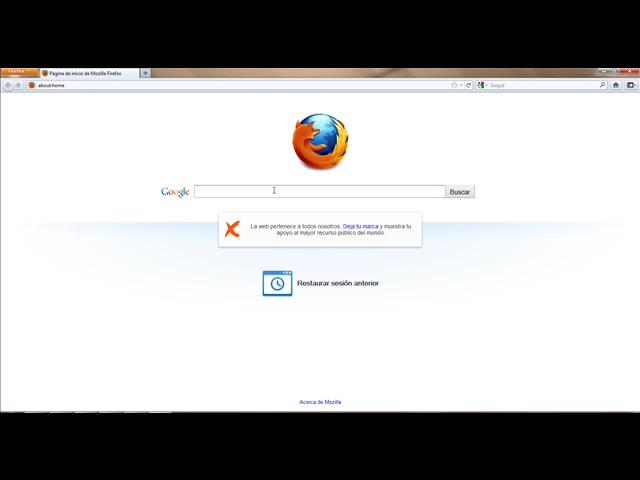 Firefox
Página de inicio de Mozilla Firefox
about:home
Google
Google
Buscar
La web pertenece a todos nosotros. Deja tu marca y muestra tu
apoyo al mayor recurso público del mundo.
Restaurar sesión anterior
Acerca de Mozilla